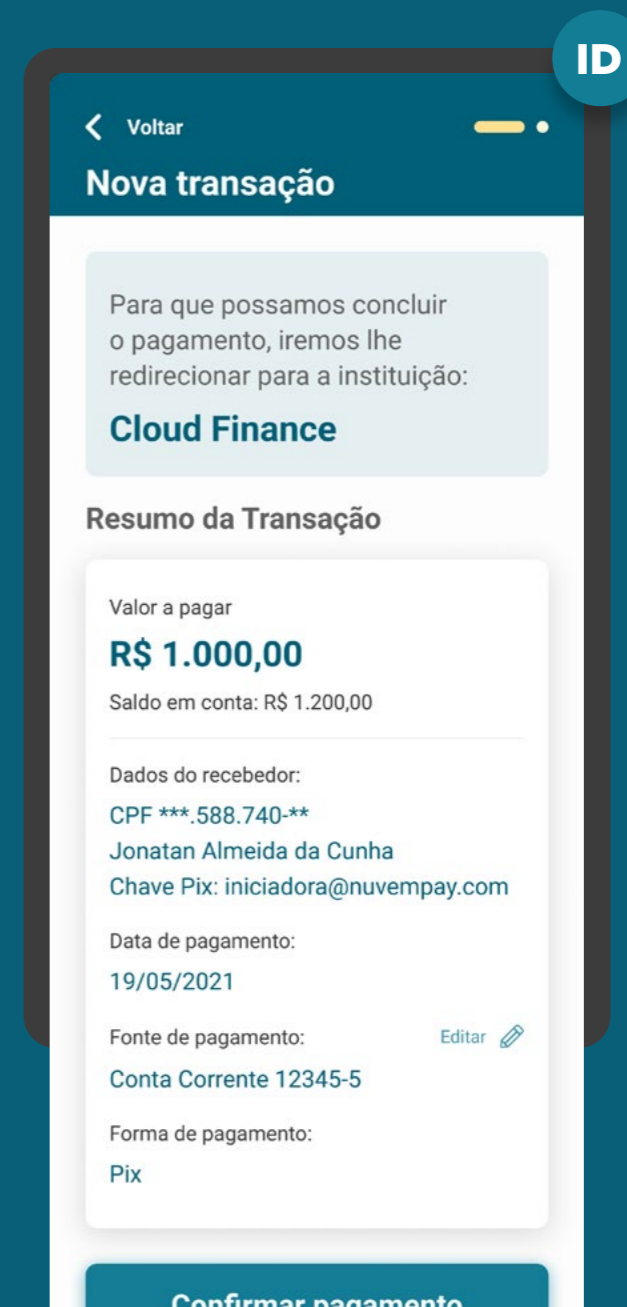 ID
Voltar
Nova transação
Para que possamos concluir
o pagamento, iremos lhe
redirecionar para a instituição:
Cloud Finance
Resumo da Transação
Valor a pagar
R$ 1.000,00
Saldo em conta: R$ 1.200,00
Dados do recebedor:
CPF ***.588.740-**
Jonatan Almeida da Cunha
Chave Pix: iniciadora@nuvempay.com
Data de pagamento:
19/05/2021
Fonte de pagamento:
Editar
Conta Corrente 12345-5
Forma de pagamento:
Pix
Confirmar pagamento